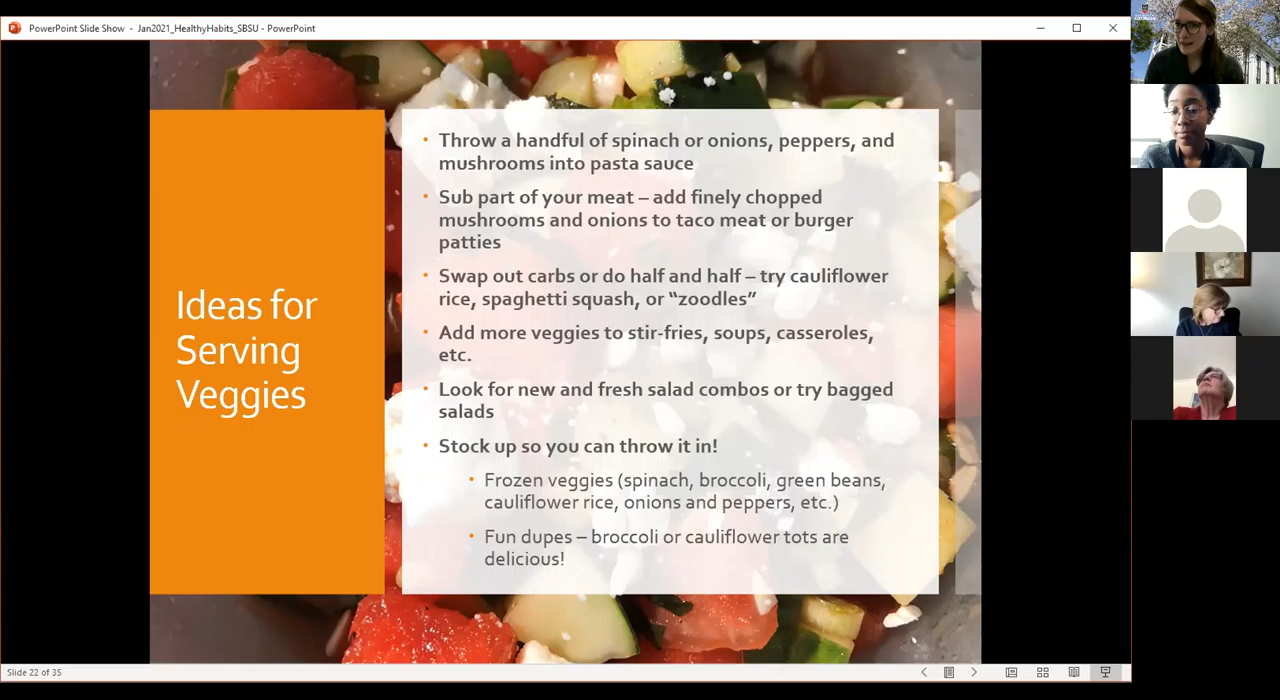 PowerPoint Slide Show - Jan2021_HealthyHabits_SBSU - PowerPoint
Ideas for
Serving
Veggies
• Throw a handful of spinach or onions, peppers, and
mushrooms into pasta sauce
• Sub part of your meat – add finely chopped
mushrooms and onions to taco meat or burger
patties
• Swap out carbs or do half and half – try cauliflower
rice, spaghetti squash, or “zoodles”
• Add more veggies to stir-fries, soups, casseroles,
etc.
• Look for new and fresh salad combos or try bagged
salads
• Stock up so you can throw it in!
• Frozen veggies (spinach, broccoli, green beans,
cauliflower rice, onions and peppers, etc.)
• Fun dupes – broccoli or cauliflower tots are
delicious!
Slide 22 of 35